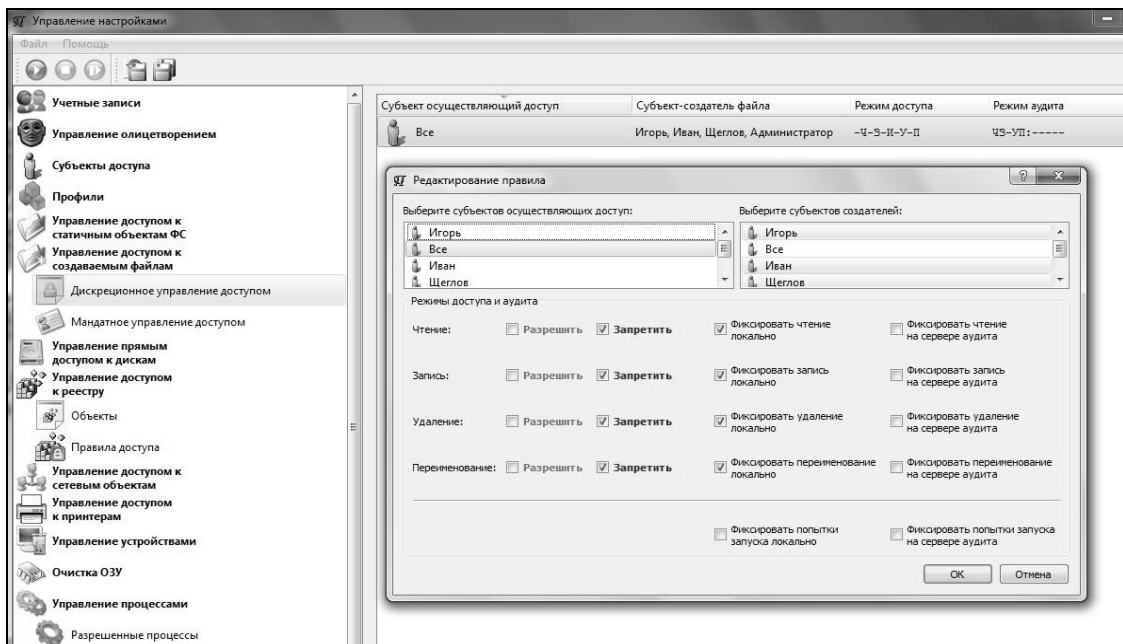 Управление настройками
Файл Помощь
Учетные записи
Управление олицетворением
Субъекты доступа
Профили
Управление доступом к
статичным объектам ФС
Управление доступом к
создаваемым файлам
Дискреционное управление доступом
Мандатное управление доступом
Управление прямым
доступом к дискам
Управление доступом
к реестру
Объекты
Правила доступа
Управление доступом к
сетевым объектам
Управление доступом
к принтерам
Управление устройствами
Очистка ОЗУ
Управление процессами
Разрешенные процессы
Субъект осуществляющий доступ Субъект-создатель файла Режим доступа Режим аудита
Все Игорь, Иван, Щеглов, Администратор -Ч-З-И-У-П ЧЗ-УП:-----
Редактирование правила
Выберите субъектов осуществляющих доступ: Выберите субъектов создателей:
Игорь Игорь
Все Все
Иван Иван
Щеглов Щеглов
Режимы доступа и аудита
Чтение: Разрешить Запретить Фиксировать чтение локально Фиксировать чтение на сервере аудита
Запись: Разрешить Запретить Фиксировать запись локально Фиксировать запись на сервере аудита
Удаление: Разрешить Запретить Фиксировать удаление локально Фиксировать удаление на сервере аудита
Переименование: Разрешить Запретить Фиксировать переименование локально Фиксировать переименование на сервере аудита
Фиксировать попытки запуска локально Фиксировать попытки запуска на сервере аудита
OK Отмена